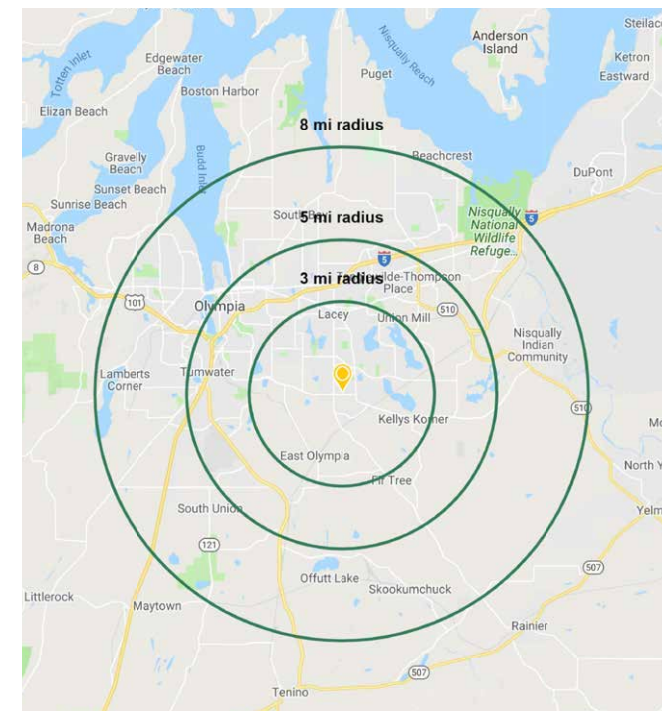 Steilac
Anderson
Island
Nisqually Reach
Totten Inlet
Edgewater
Beach
Ketron
Puget
Eastward
Boston Harbor
Elizan Beach
8 mi radius
Budd Inlet
Gravelly
Beach
Beachcrest
DuPont
Sunset Beach
Sunrise Beach
5 mi radius
Nisqually
National
Wildlife
Refuge...
5
Madrona
Beach
5
8
3 mi radius
Place
101
Olympia
510
Lacey
Union Mill
Nisqually
Indian
Community
Lamberts
Corner
Tumwater
510
Kellys Korner
Mc
East Olympia
North Y
Fir Tree
South Union
Yelm
121
507
Offutt Lake
Skookumchuck
Littlerock
Maytown
Rainier
507
Tenino